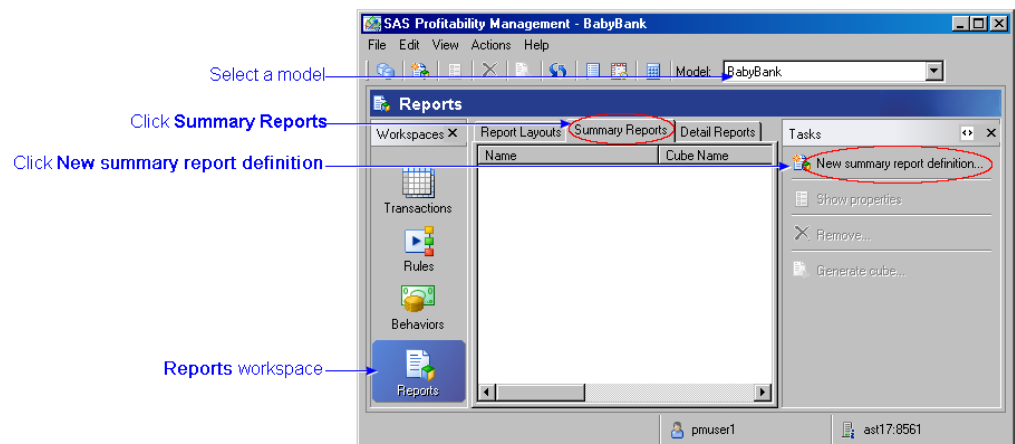 SAS Profitability Management - BabyBank
File Edit View Actions Help
Select a model
Model: BabyBank
Reports
Click Summary Reports
Workspaces
Report Layouts Summary Reports Detail Reports
Tasks
Click New summary report definition
Name Cube Name
New summary report definition...
Transactions
Show properties
Remove...
Rules
Generate cube...
Behaviors
Reports workspace
Reports
pmuser1
ast17:8561